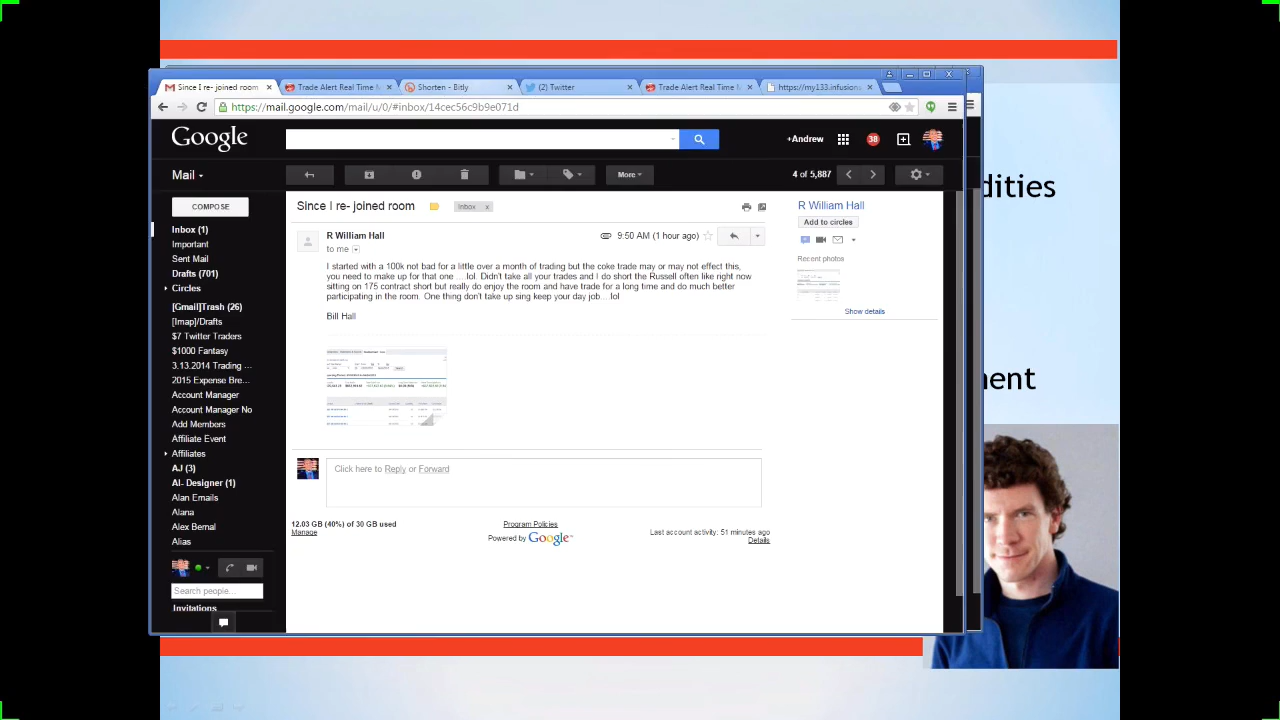 Since I re- joined room
Trade Alert Real Time M
Shorten - Bitly
(2) Twitter
Trade Alert Real Time M
https://my133.infusions
https://mail.google.com/mail/u/0/#inbox/14cec56c9b9e071d
Google
+Andrew
38
Mail
More
4 of 5,887
COMPOSE
Inbox (1)
Important
Sent Mail
Drafts (701)
Circles
[Gmail]Trash (26)
[Imap]/Drafts
$7 Twitter Traders
$1000 Fantasy
3.13.2014 Trading ...
2015 Expense Bre...
Account Manager
Account Manager No
Add Members
Affiliate Event
Affiliates
AJ (3)
Al- Designer (1)
Alan Emails
Alana
Alex Bernal
Alias
Search people...
Invitations
Since I re- joined room
Inbox x
R William Hall
to me
9:50 AM (1 hour ago)
I started with a 100k not bad for a little over a month of trading but the coke trade may or may not effect this,
you need to make up for that one ....lol. Didn't take all your trades and I do short the Russell often like right now
sitting on 175 contract short but really do enjoy the room and have trade for a long time and do much better
participating in the room. One thing don't take up sing keep your day job....lol
Bill Hall
Click here to Reply or Forward
12.03 GB (40%) of 30 GB used
Manage
Program Policies
Powered by Google™
Last account activity: 51 minutes ago
Details
R William Hall
Add to circles
Recent photos
Show details
dities
nent